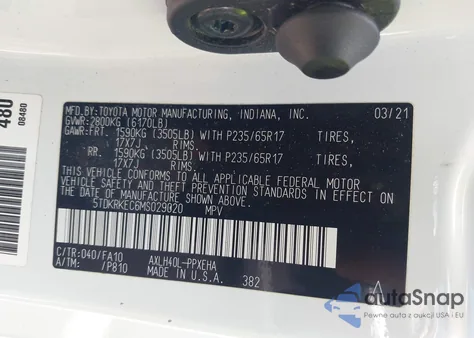 MFD. BY: TOYOTA MOTOR MANUFACTURING, INDIANA, INC. 03/21
GVWR: 2800KG (6170LB)
GAWR: FRT. 1590KG (3505LB) WITH P235/65R17 TIRES,
17X7J RIMS.
RR. 1590KG (3505LB) WITH P235/65R17 TIRES,
17X7J RIMS.
THIS VEHICLE CONFORMS TO ALL APPLICABLE FEDERAL MOTOR
VEHICLE SAFETY AND THEFT PREVENTION STANDARDS IN EFFECT
ON THE DATE OF MANUFACTURE SHOWN ABOVE.
5TDKRKEC6MS029020 MPV
C/TR:040/FA10 AXLH40L-PPXEHA
A/TM: /P810 MADE IN U.S.A. 382
480
08480
autoSnap
Pewne auta z aukcji USA i EU